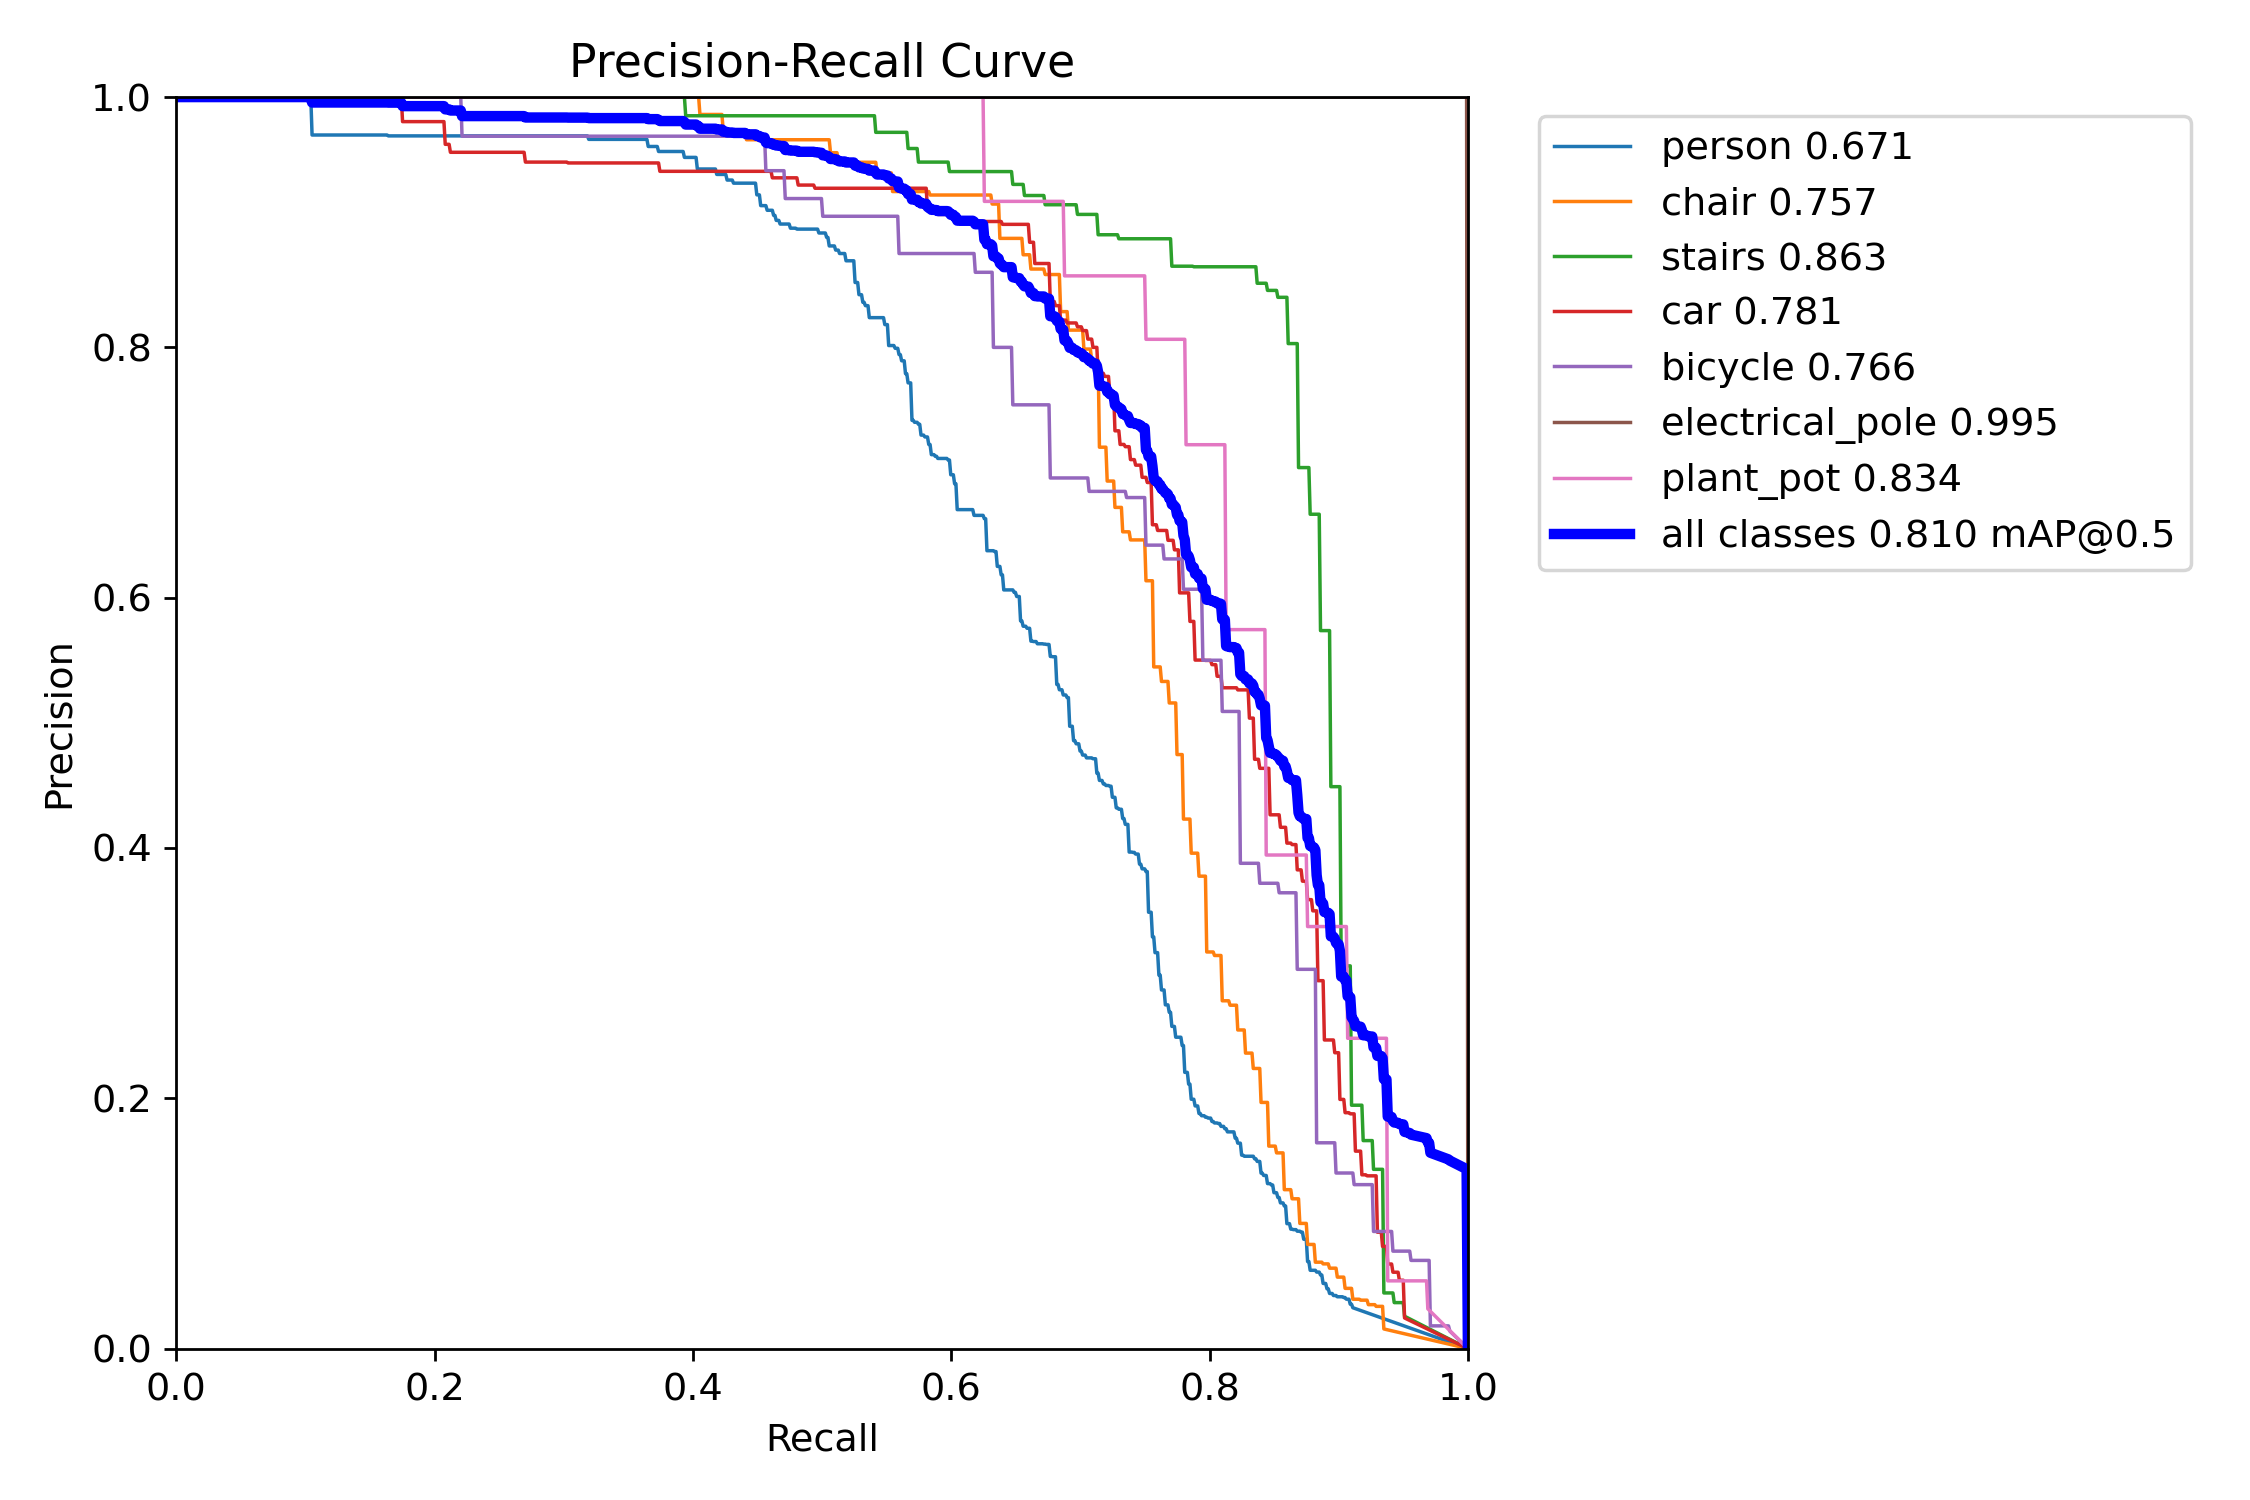 Precision-Recall Curve
1.0
0.8
0.6
0.4
0.2
0.0
Precision
0.0 0.2 0.4 0.6 0.8 1.0
Recall
person 0.671
chair 0.757
stairs 0.863
car 0.781
bicycle 0.766
electrical_pole 0.995
plant_pot 0.834
all classes 0.810 mAP@0.5